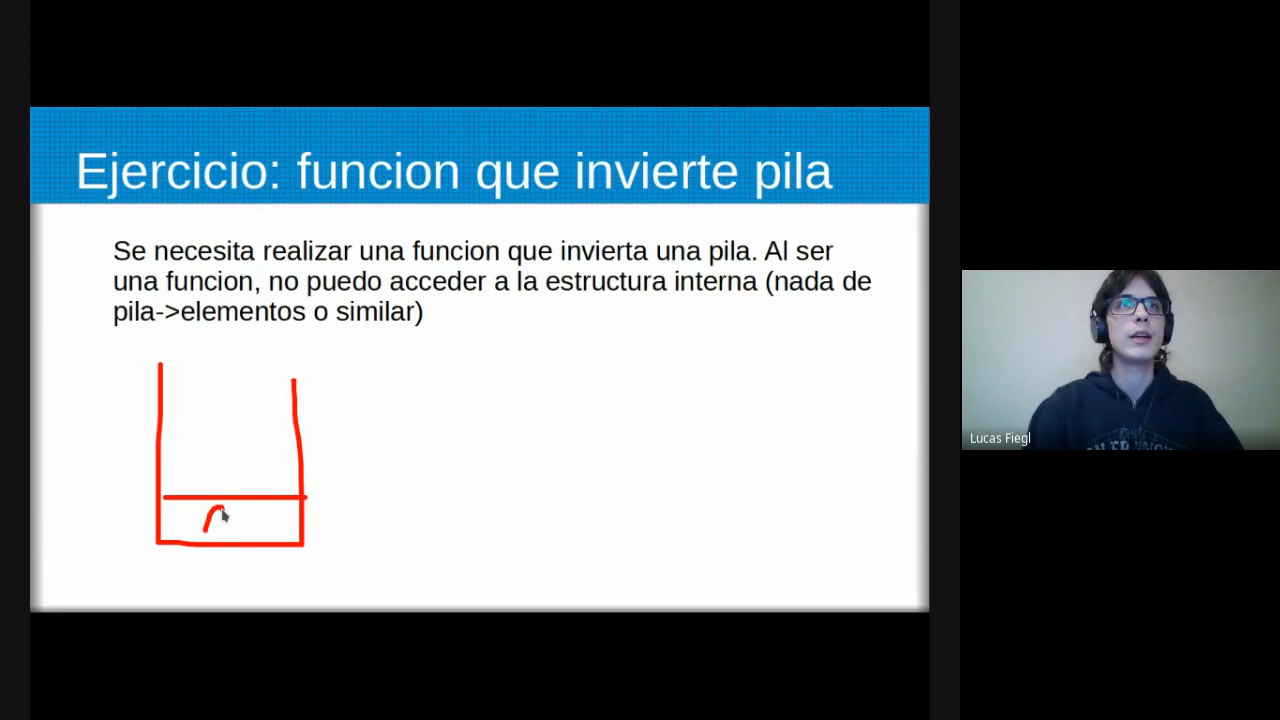 Ejercicio: funcion que invierte pila
Se necesita realizar una funcion que invierta una pila. Al ser
una funcion, no puedo acceder a la estructura interna (nada de
pila->elementos o similar)
Lucas Fiegl